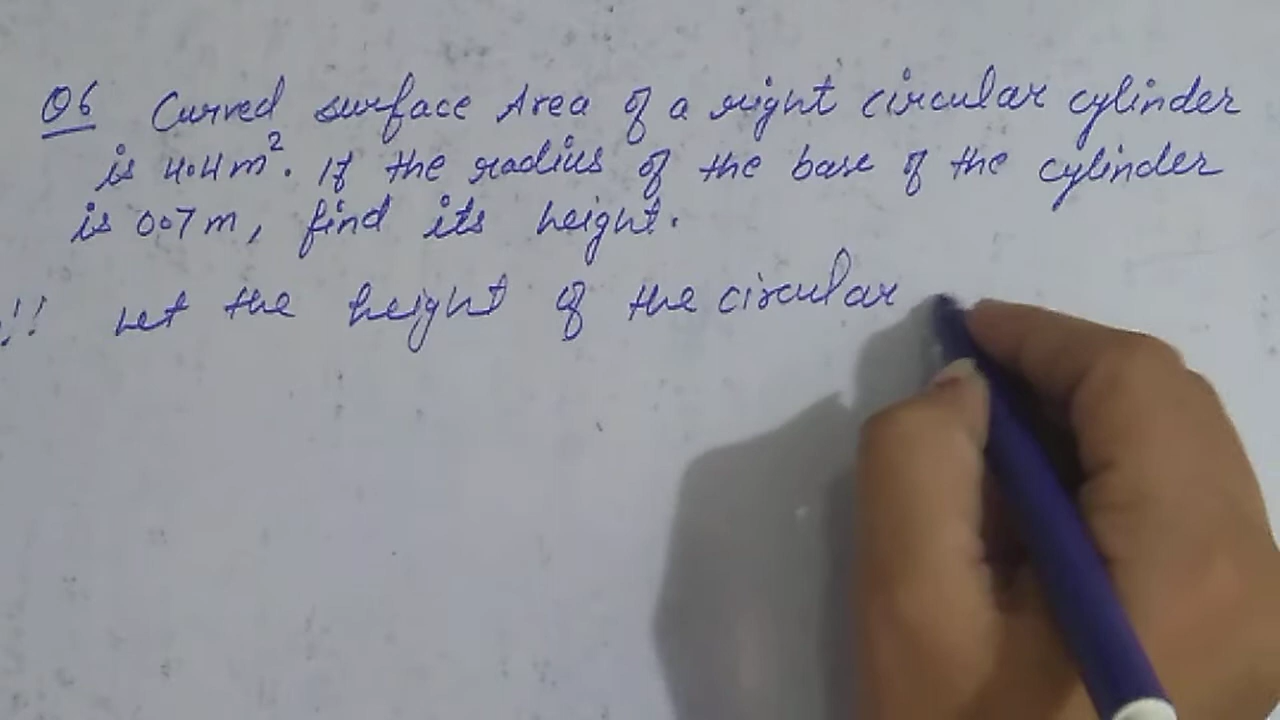 Q6 Curved surface Area of a right circular cylinder
is 4.4m². If the radius of the base of the cylinder
is 0.7m, find its height.
!! Let the height of the circular